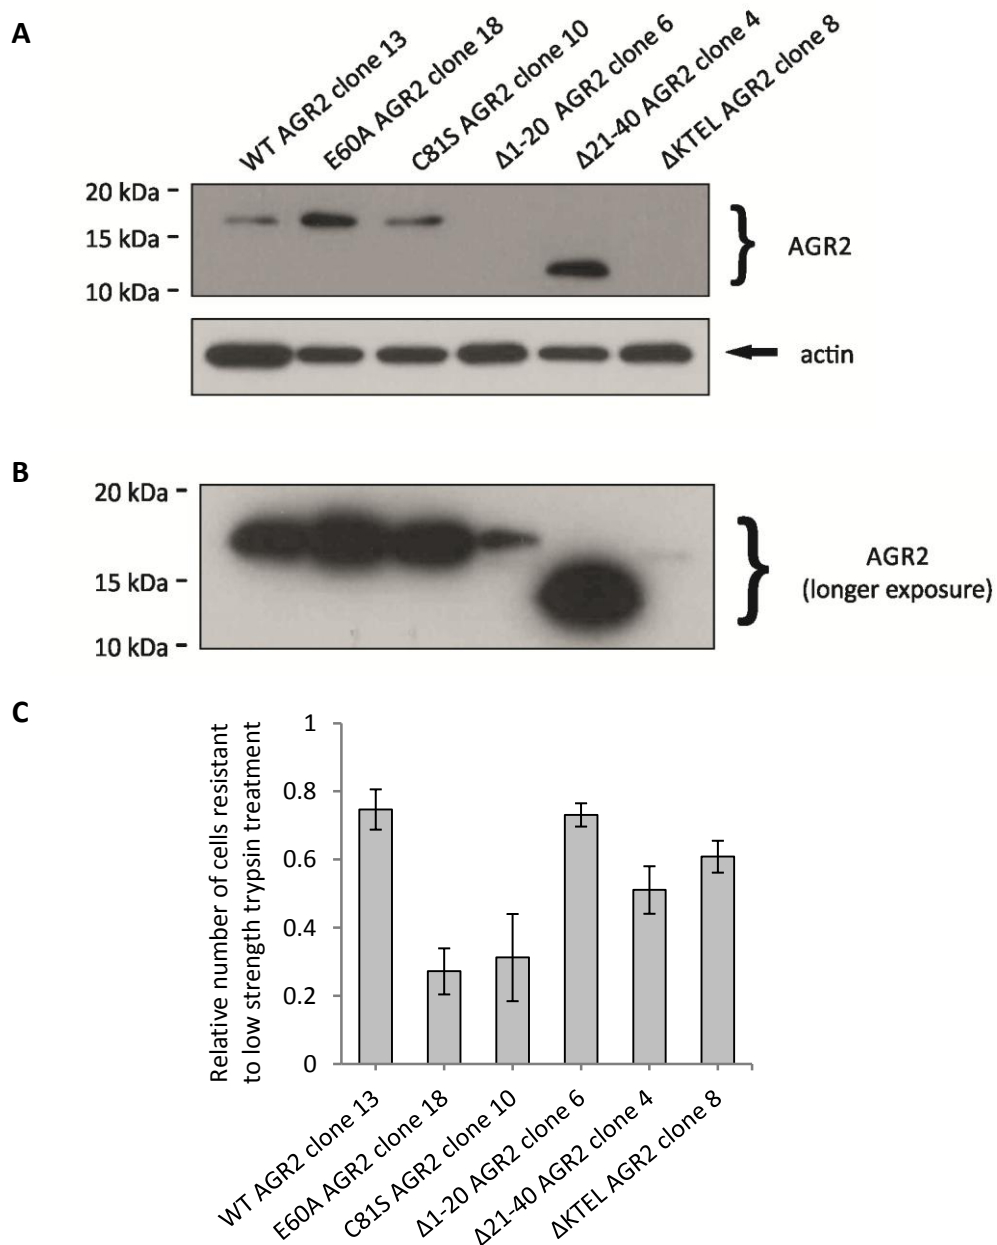 A
WT AGR2 clone 13
E60A AGR2 clone 18
C81S AGR2 clone 10
Δ1-20 AGR2 clone 6
Δ21-40 AGR2 clone 4
ΔKTEL AGR2 clone 8
20 kDa
15 kDa
10 kDa
AGR2
actin
B
20 kDa
15 kDa
10 kDa
AGR2
(longer exposure)
C
Relative number of cells resistant
to low strength trypsin treatment
1
0.8
0.6
0.4
0.2
0
WT AGR2 clone 13
E60A AGR2 clone 18
C81S AGR2 clone 10
Δ1-20 AGR2 clone 6
Δ21-40 AGR2 clone 4
ΔKTEL AGR2 clone 8